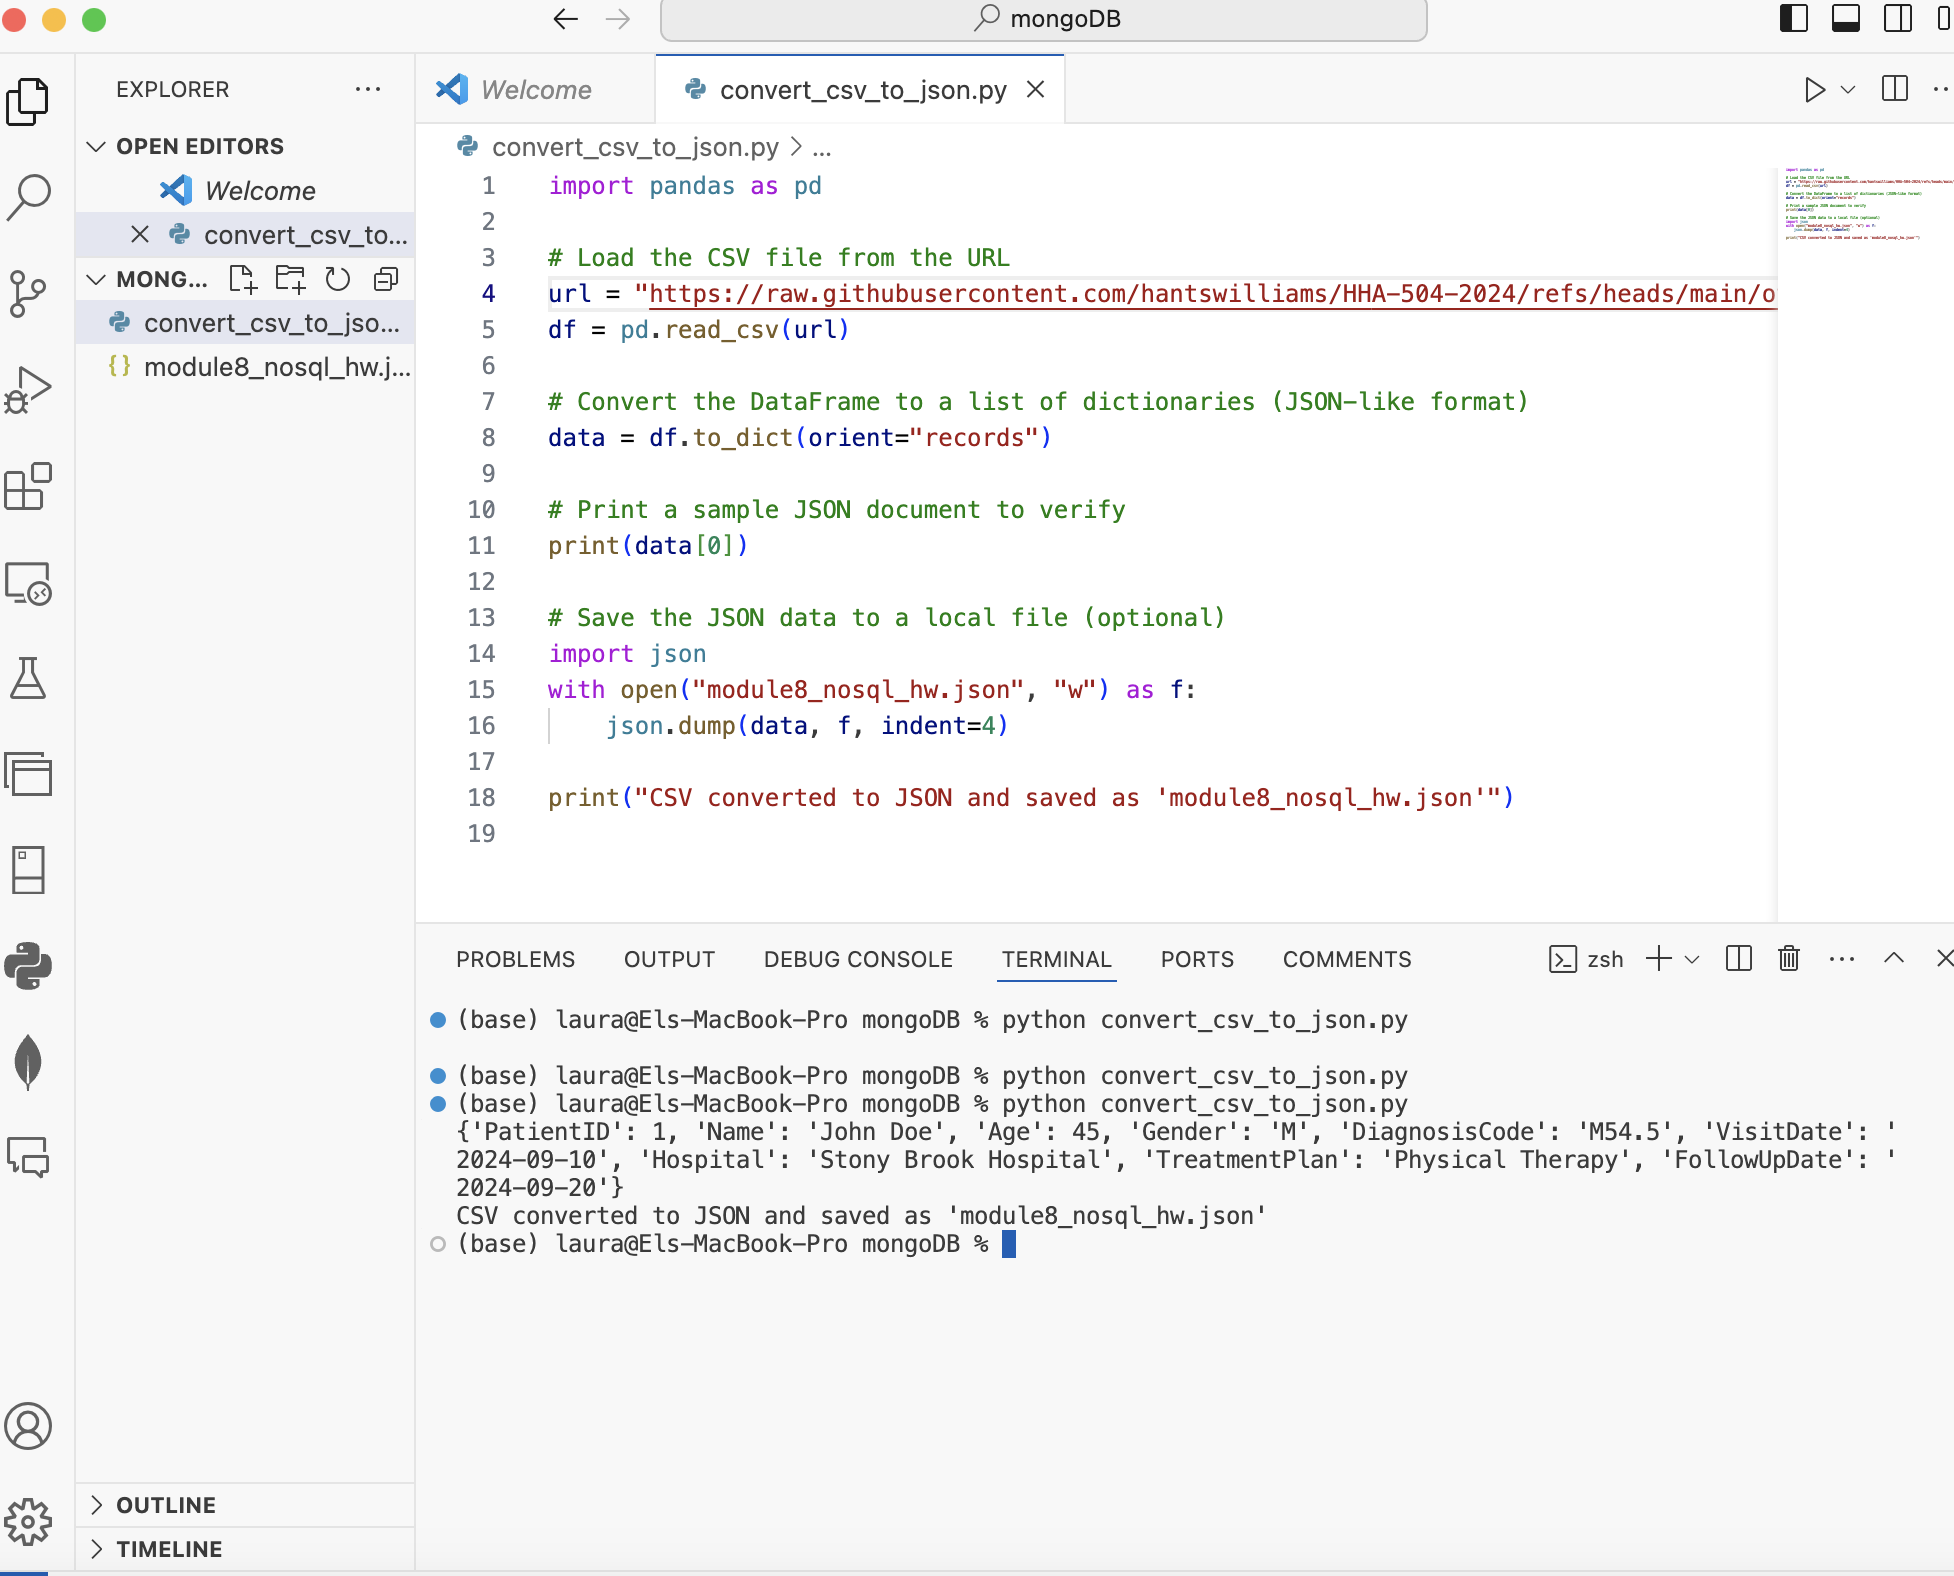 mongoDB
EXPLORER
OPEN EDITORS
Welcome
convert_csv_to...
MONG...
convert_csv_to_jso...
module8_nosql_hw.j...
OUTLINE
TIMELINE
Welcome
convert_csv_to_json.py
convert_csv_to_json.py > ...
1 import pandas as pd
2
3 # Load the CSV file from the URL
4 url = "https://raw.githubusercontent.com/hantswilliams/HHA-504-2024/refs/heads/main/o
5 df = pd.read_csv(url)
6
7 # Convert the DataFrame to a list of dictionaries (JSON-like format)
8 data = df.to_dict(orient="records")
9
10 # Print a sample JSON document to verify
11 print(data[0])
12
13 # Save the JSON data to a local file (optional)
14 import json
15 with open("module8_nosql_hw.json", "w") as f:
16     json.dump(data, f, indent=4)
17
18 print("CSV converted to JSON and saved as 'module8_nosql_hw.json'")
19
PROBLEMS OUTPUT DEBUG CONSOLE TERMINAL PORTS COMMENTS zsh
(base) laura@Els-MacBook-Pro mongoDB % python convert_csv_to_json.py
(base) laura@Els-MacBook-Pro mongoDB % python convert_csv_to_json.py
(base) laura@Els-MacBook-Pro mongoDB % python convert_csv_to_json.py
{'PatientID': 1, 'Name': 'John Doe', 'Age': 45, 'Gender': 'M', 'DiagnosisCode': 'M54.5', 'VisitDate': '
2024-09-10', 'Hospital': 'Stony Brook Hospital', 'TreatmentPlan': 'Physical Therapy', 'FollowUpDate': '
2024-09-20'}
CSV converted to JSON and saved as 'module8_nosql_hw.json'
(base) laura@Els-MacBook-Pro mongoDB %